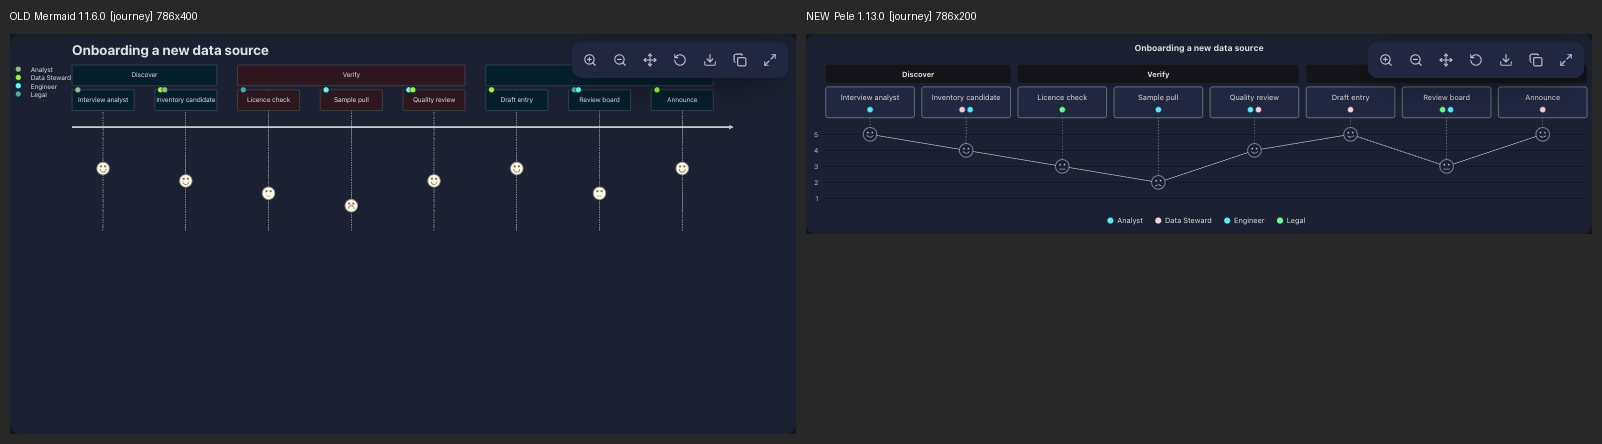 OLD Mermaid 11.6.0 [journey] 786x400
Onboarding a new data source
Analyst
Data Steward
Engineer
Legal
Discover
Verify
Interview analyst
Inventory candidate
Licence check
Sample pull
Quality review
Draft entry
Review board
Announce
NEW Pele 1.13.0 [journey] 786x200
Onboarding a new data source
Discover
Verify
Interview analyst
Inventory candidate
Licence check
Sample pull
Quality review
Draft entry
Review board
Announce
5
4
3
2
1
Analyst
Data Steward
Engineer
Legal